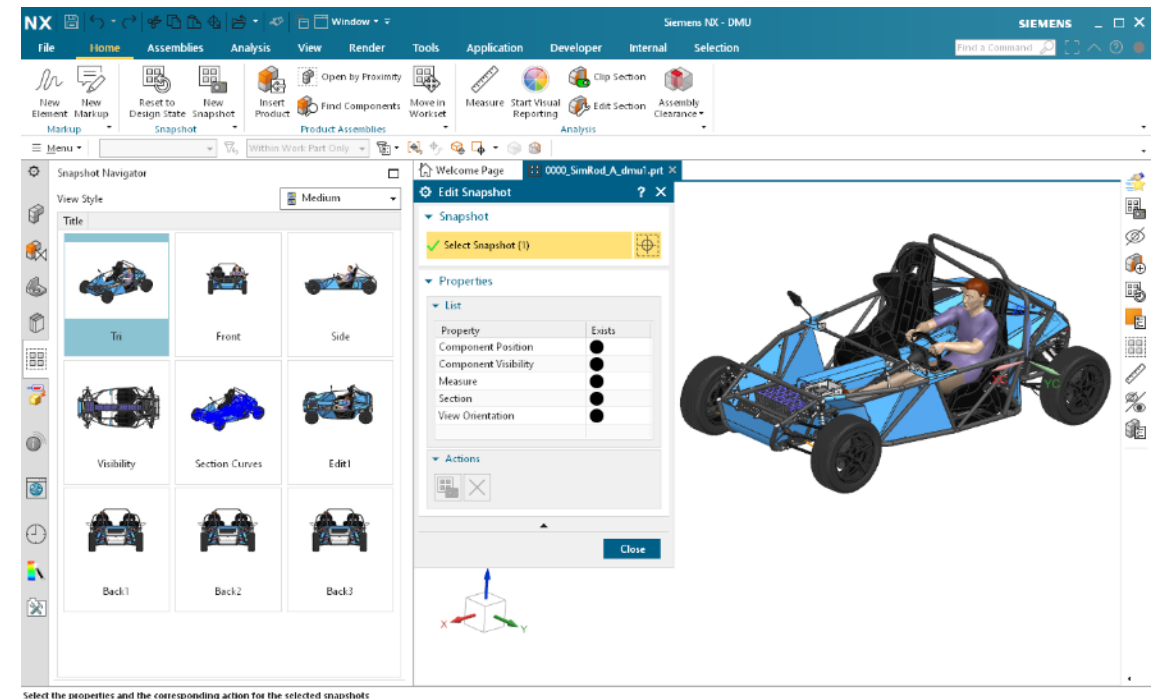 NX Window Siemens NX - DMU SIEMENS
File Home Assemblies Analysis View Render Tools Application Developer Internal Selection Find a Command
New Element
New Markup
Markup
Reset to Design State
New Snapshot
Snapshot
Insert Product
Open by Proximity
Find Components
Product Assemblies
Move in Workset
Measure
Start Visual Reporting
Clip Section
Edit Section
Assembly Clearance
Analysis
Menu Within Work Part Only
Snapshot Navigator
View Style Medium
Title
Tri Front Side
Visibility Section Curves Edit1
Back1 Back2 Back3
Welcome Page 0000_SimRod_A_dmu1.prt
Edit Snapshot ?
Snapshot
Select Snapshot (1)
Properties
List
Property Exists
Component Position
Component Visibility
Measure
Section
View Orientation
Actions
Close
XC YC
X Y
Select the properties and the corresponding action for the selected snapshots